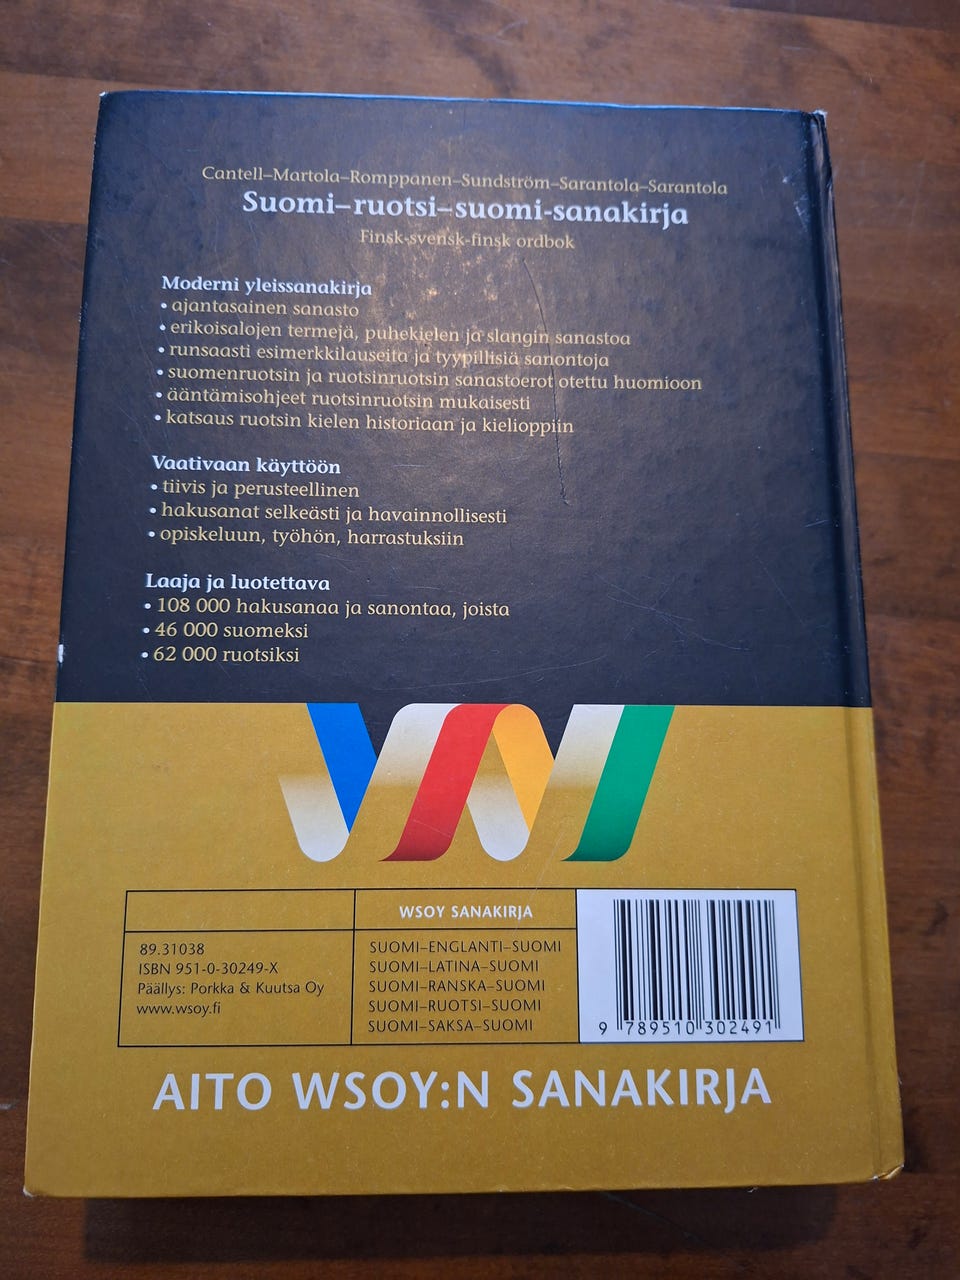 Cantell–Martola–Romppanen–Sundström–Sarantola–Sarantola
Suomi–ruotsi–suomi-sanakirja
Finsk-svensk-finsk ordbok
Moderni yleissanakirja
• ajantasainen sanasto
• erikoisalojen termejä, puhekielen ja slangin sanastoa
• runsaasti esimerkkilauseita ja tyypillisiä sanontoja
• suomenruotsin ja ruotsinruotsin sanastoerot otettu huomioon
• ääntämisohjeet ruotsinruotsin mukaisesti
• katsaus ruotsin kielen historiaan ja kielioppiin
Vaativaan käyttöön
• tiivis ja perusteellinen
• hakusanat selkeästi ja havainnollisesti
• opiskeluun, työhön, harrastuksiin
Laaja ja luotettava
• 108 000 hakusanaa ja sanontaa, joista
• 46 000 suomeksi
• 62 000 ruotsiksi
89.31038
ISBN 951-0-30249-X
Päällys: Porkka & Kuutsa Oy
www.wsoy.fi
WSOY SANAKIRJA
SUOMI–ENGLANTI–SUOMI
SUOMI–LATINA–SUOMI
SUOMI–RANSKA–SUOMI
SUOMI–RUOTSI–SUOMI
SUOMI–SAKSA–SUOMI
9 789510 302491
AITO WSOY:N SANAKIRJA